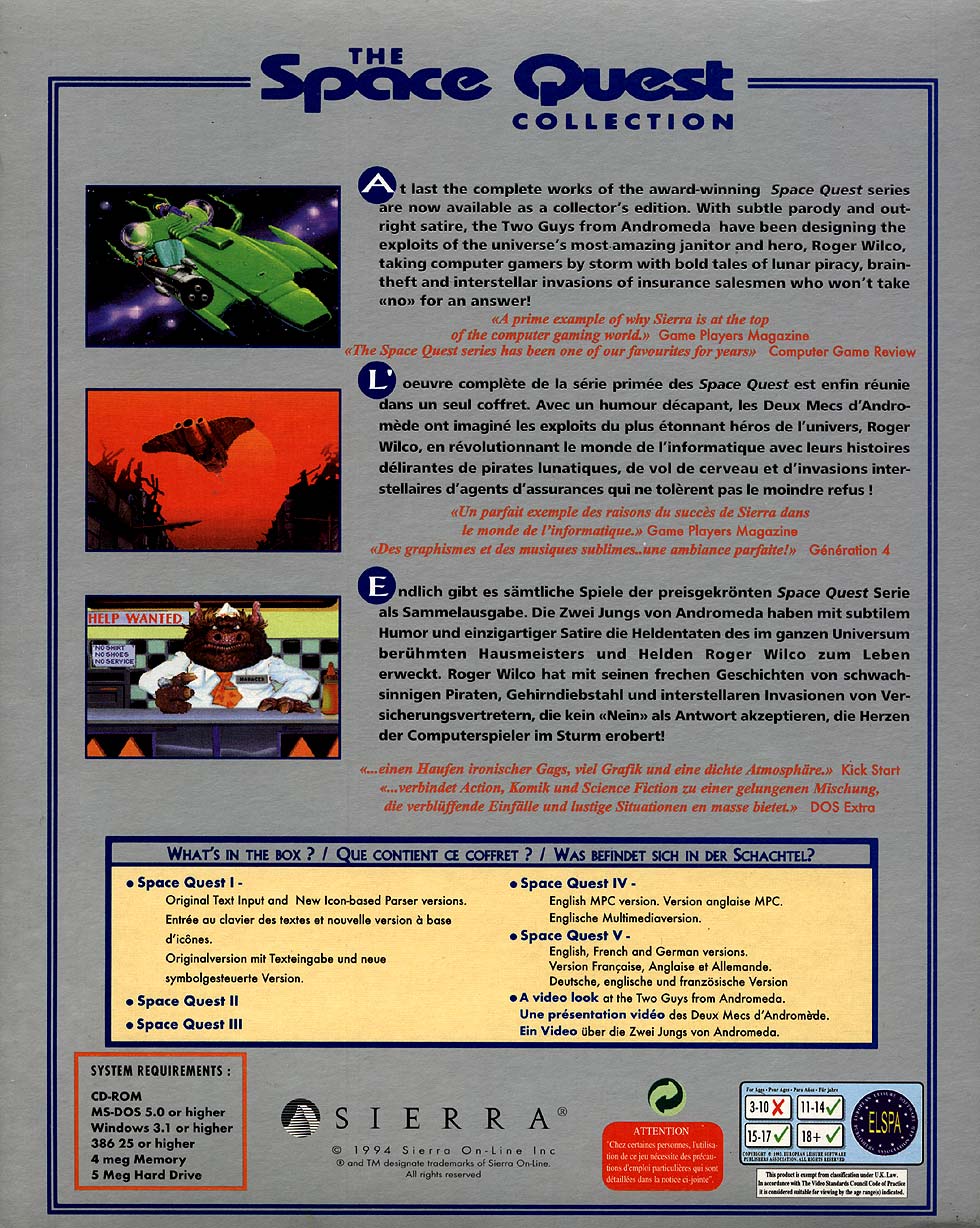 THE
Space Quest
COLLECTION
At last the complete works of the award-winning Space Quest series
are now available as a collector's edition. With subtle parody and out-
right satire, the Two Guys from Andromeda have been designing the
exploits of the universe's most amazing janitor and hero, Roger Wilco,
taking computer gamers by storm with bold tales of lunar piracy, brain-
theft and interstellar invasions of insurance salesmen who won't take
«no» for an answer!
«A prime example of why Sierra is at the top
of the computer gaming world.» Game Players Magazine
«The Space Quest series has been one of our favourites for years» Computer Game Review
L'oeuvre complète de la série primée des Space Quest est enfin réunie
dans un seul coffret. Avec un humour décapant, les Deux Mecs d'Andro-
mède ont imaginé les exploits du plus étonnant héros de l'univers, Roger
Wilco, en révolutionnant le monde de l'informatique avec leurs histoires
délirantes de pirates lunatiques, de vol de cerveau et d'invasions inter-
stellaires d'agents d'assurances qui ne tolèrent pas le moindre refus !
«Un parfait exemple des raisons du succès de Sierra dans
le monde de l'informatique.» Game Players Magazine
«Des graphismes et des musiques sublimes...une ambiance parfaite!» Génération 4
HELP WANTED
NO SHIRT
NO SHOES
NO SERVICE
MANAGER
Endlich gibt es sämtliche Spiele der preisgekrönten Space Quest Serie
als Sammelausgabe. Die Zwei Jungs von Andromeda haben mit subtilem
Humor und einzigartiger Satire die Heldentaten des im ganzen Universum
berühmten Hausmeisters und Helden Roger Wilco zum Leben
erweckt. Roger Wilco hat mit seinen frechen Geschichten von schwach-
sinnigen Piraten, Gehirndiebstahl und interstellaren Invasionen von Ver-
sicherungsvertretern, die kein «Nein» als Antwort akzeptieren, die Herzen
der Computerspieler im Sturm erobert!
«...einen Haufen ironischer Gags, viel Grafik und eine dichte Atmosphäre.» Kick Start
«...verbindet Action, Komik und Science Fiction zu einer gelungenen Mischung,
die verblüffende Einfälle und lustige Situationen en masse bietet.» DOS Extra
WHAT'S IN THE BOX ? / QUE CONTIENT CE COFFRET ? / WAS BEFINDET SICH IN DER SCHACHTEL?
• Space Quest I -
Original Text Input and New Icon-based Parser versions.
Entrée au clavier des textes et nouvelle version à base
d'icônes.
Originalversion mit Texteingabe und neue
symbolgesteuerte Version.
• Space Quest II
• Space Quest III
• Space Quest IV -
English MPC version. Version anglaise MPC.
Englische Multimediaversion.
• Space Quest V -
English, French and German versions.
Version Française, Anglaise et Allemande.
Deutsche, englische und französische Version
• A video look at the Two Guys from Andromeda.
Une présentation vidéo des Deux Mecs d'Andromède.
Ein Video über die Zwei Jungs von Andromeda.
SYSTEM REQUIREMENTS :
CD-ROM
MS-DOS 5.0 or higher
Windows 3.1 or higher
386 25 or higher
4 meg Memory
5 Meg Hard Drive
SIERRA®
© 1994 Sierra On-Line Inc
® and TM designate trademarks of Sierra On-Line.
All rights reserved
ATTENTION
"Chez certaines personnes, l'utilisa-
tion de ce jeu nécessite des précau-
tions d'emploi particulières qui sont
détaillées dans la notice ci-jointe".
For Ages • Pour Ages • Para Años • Für Jahre
3-10 11-14
15-17 18+
ELSPA
COPYRIGHT © 1993. EUROPEAN LEISURE SOFTWARE
PUBLISHERS ASSOCIATION. ALL RIGHTS RESERVED
This product is exempt from classification under U.K. Law.
In accordance with The Video Standards Council Code of Practice
it is considered suitable for viewing by the age range(s) indicated.